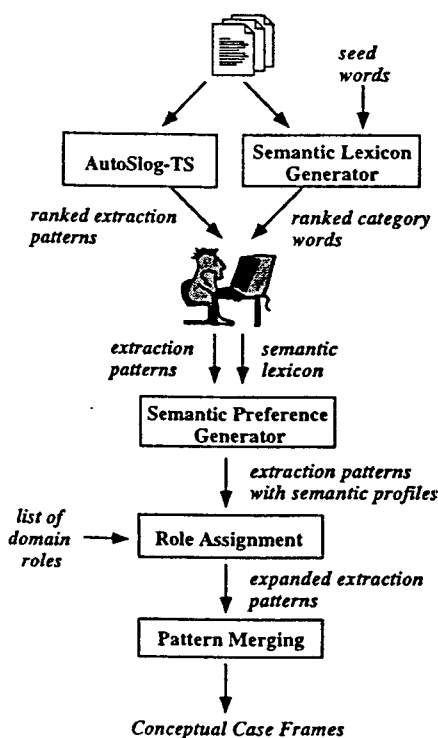 seed
words
AutoSlog-TS
Semantic Lexicon
Generator
ranked extraction
patterns
ranked category
words
extraction
patterns
semantic
lexicon
Semantic Preference
Generator
extraction patterns
with semantic profiles
list of
domain
roles
Role Assignment
expanded extraction
patterns
Pattern Merging
Conceptual Case Frames